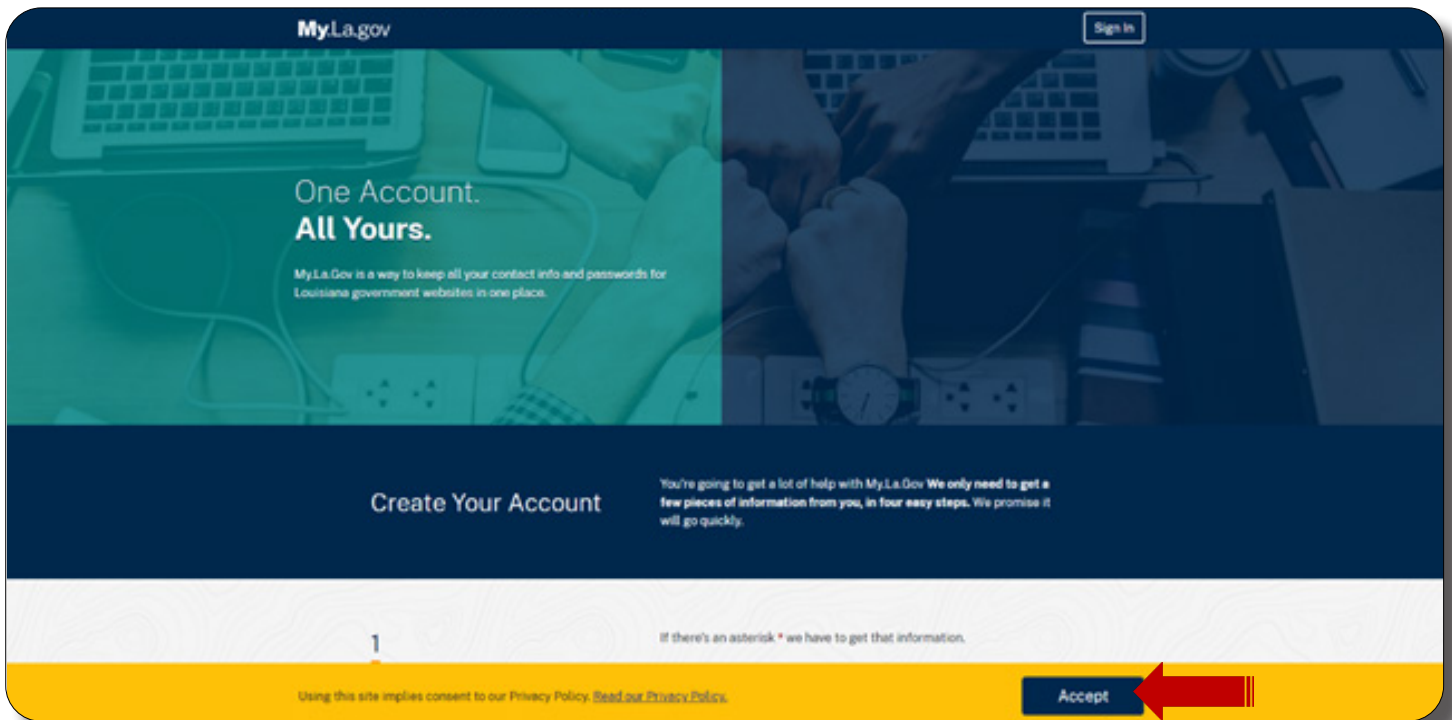 My.La.gov
Sign In
One Account.
All Yours.
My.La.Gov is a way to keep all your contact info and passwords for
Louisiana government websites in one place.
Create Your Account
You're going to get a lot of help with My.La.Gov We only need to get a
few pieces of information from you, in four easy steps. We promise it
will go quickly.
1
If there's an asterisk * we have to get that information.
Using this site implies consent to our Privacy Policy. Read our Privacy Policy.
Accept